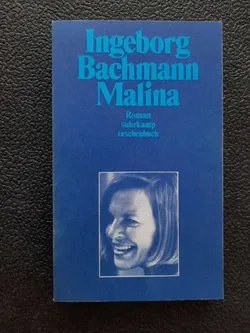 Ingeborg
Bachmann
Malina
Roman
suhrkamp
taschenbuch